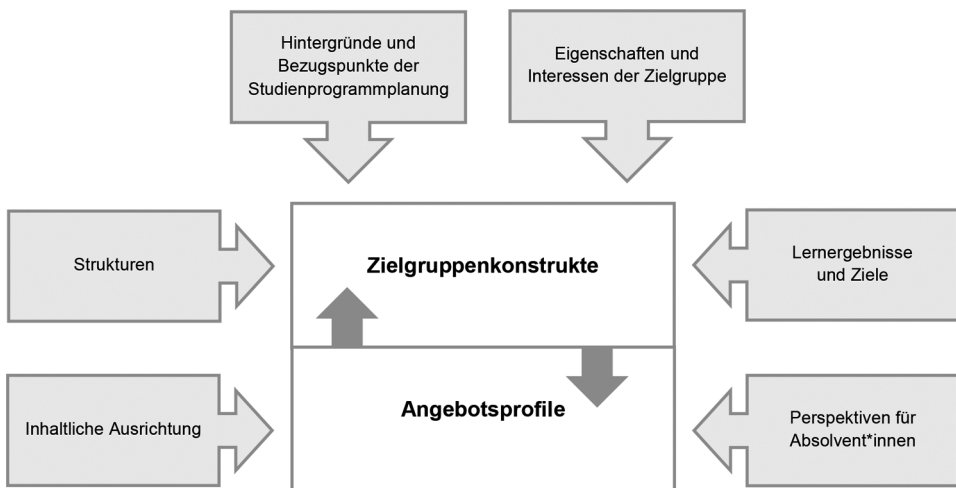 Hintergründe und
Bezugspunkte der
Studienprogrammplanung
Eigenschaften und
Interessen der Zielgruppe
Strukturen
Zielgruppenkonstrukte
Lernergebnisse
und Ziele
Inhaltliche Ausrichtung
Angebotsprofile
Perspektiven für
Absolvent*innen